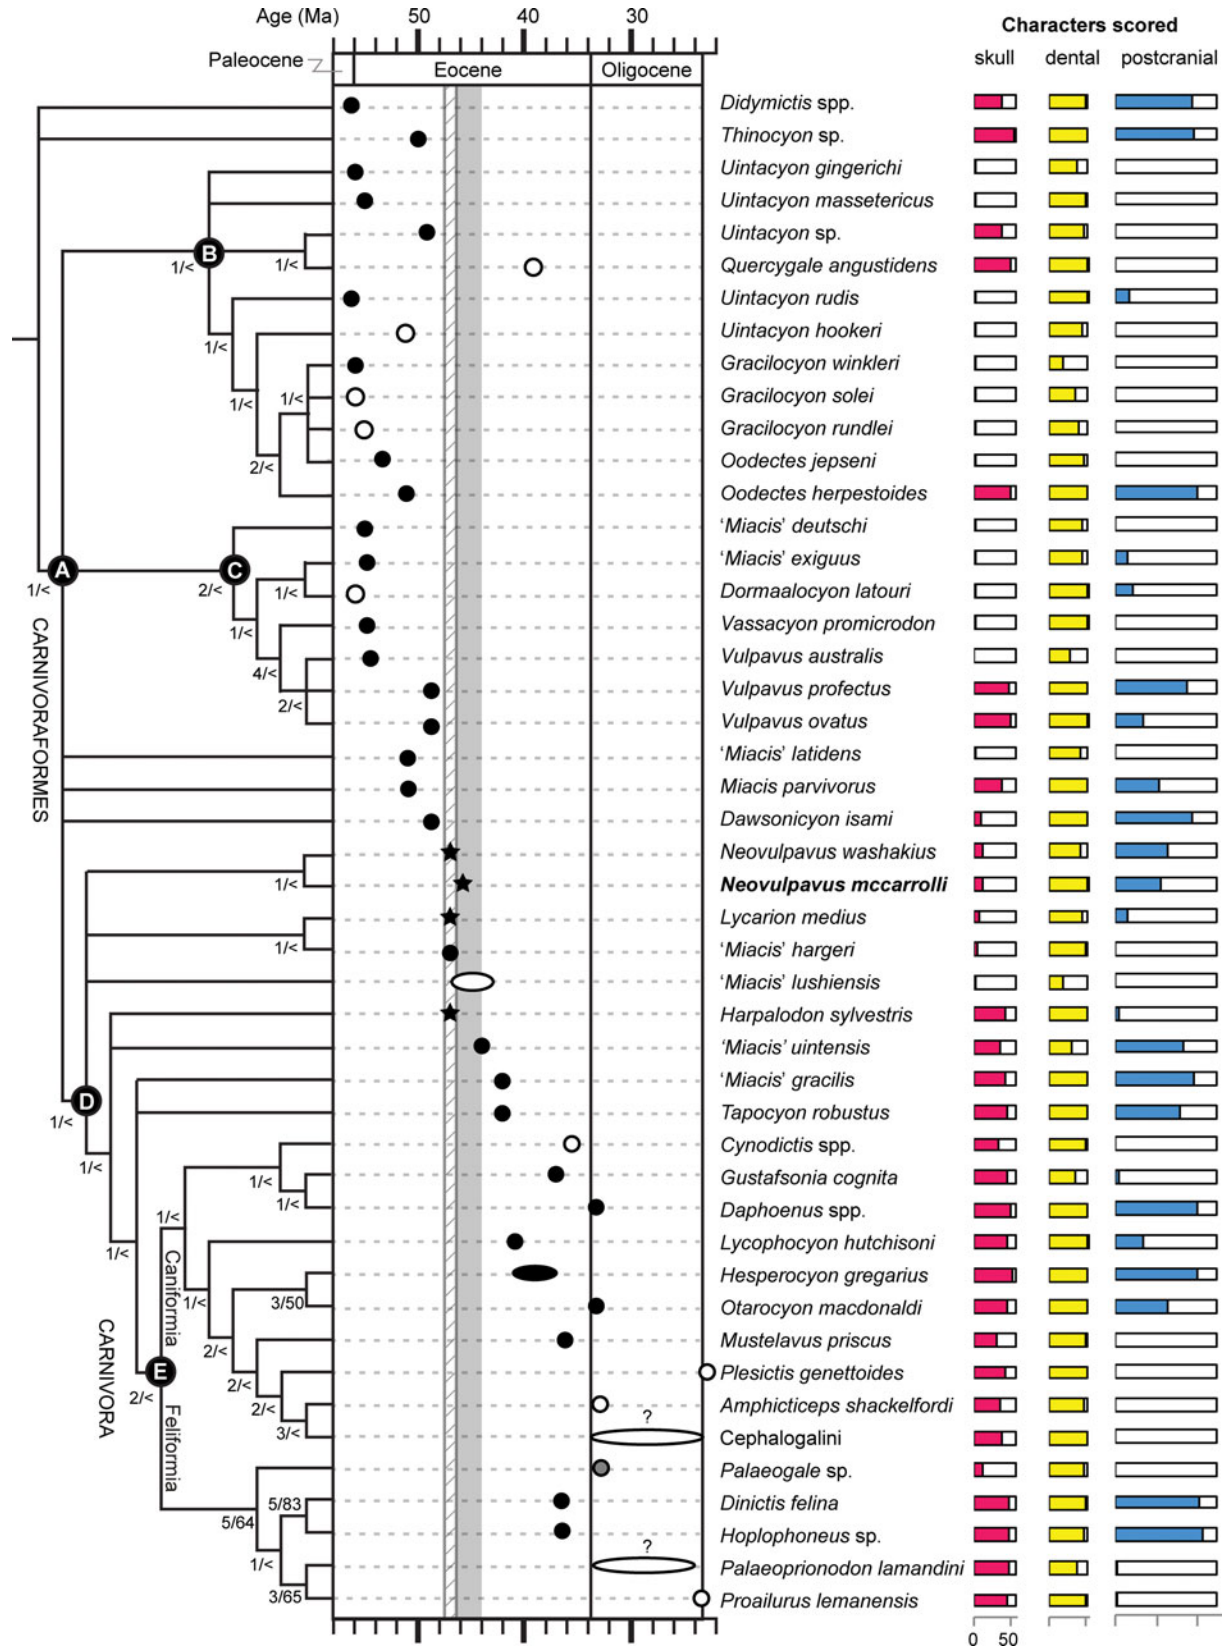 Age (Ma) 50 40 30
Characters scored
Paleocene Eocene Oligocene skull dental postcranial
Didymictis spp.
Thinocyon sp.
Uintacyon gingerichi
Uintacyon massetericus
Uintacyon sp.
B
1/< 1/< Quercygale angustidens
Uintacyon rudis
Uintacyon hookeri
1/<
Gracilocyon winkleri
1/< 1/< Gracilocyon solei
Gracilocyon rundlei
Oodectes jepseni
2/<
Oodectes herpestoides
'Miacis' deutschi
'Miacis' exiguus
A C
1/< 2/< 1/< Dormaalocyon latouri
Vassacyon promicrodon
1/<
Vulpavus australis
4/<
Vulpavus profectus
2/<
Vulpavus ovatus
CARNIVORAFORMES
'Miacis' latidens
Miacis parvivorus
Dawsonicyon isami
Neovulpavus washakius
1/< Neovulpavus mccarrolli
Lycarion medius
1/< 'Miacis' hargeri
'Miacis' lushiensis
Harpalodon sylvestris
'Miacis' uintensis
'Miacis' gracilis
D
1/< Tapocyon robustus
Cynodictis spp.
1/<
1/< Gustafsonia cognita
1/< Daphoenus spp.
1/<
Lycophocyon hutchisoni
1/<
Caniformia
Hesperocyon gregarius
1/< 3/50 Otarocyon macdonaldi
CARNIVORA
2/< Mustelavus priscus
E
2/< Plesictis genettoides
2/<
2/< Amphicticeps shackelfordi
?
3/< Cephalogalini
Feliformia
Palaeogale sp.
5/83 Dinictis felina
5/64
Hoplophoneus sp.
?
1/< Palaeoprionodon lamandini
3/65 Proailurus lemanensis
0 50